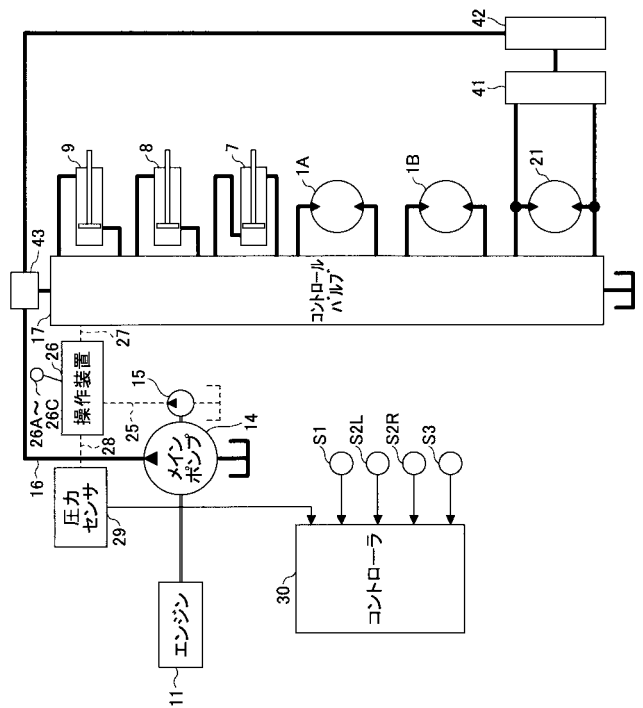 42
41
9
8
7
1A
1B
21
43
17
コントロール
バルブ
27
26
26A〜
26C
操作装置
15
25
14
28
16
メイン
ポンプ
圧力
センサ
29
S1
S2L
S2R
S3
30
コントローラ
エンジン
11